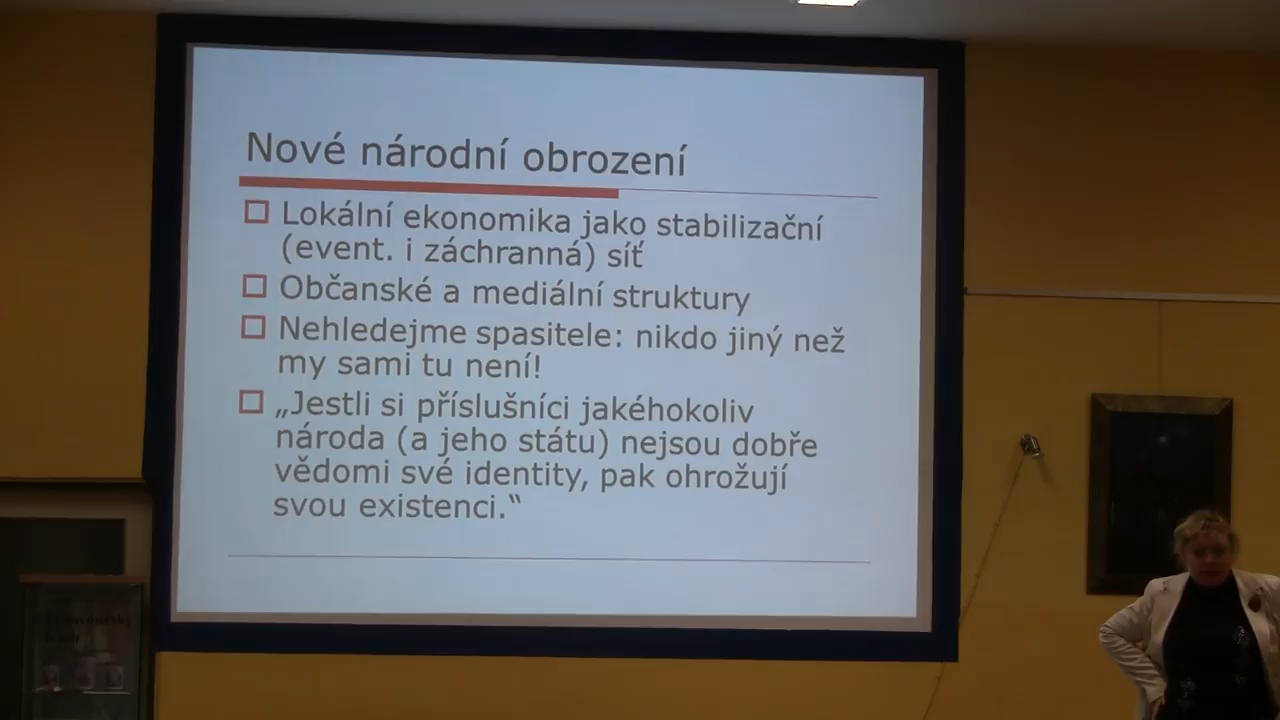 Nové národní obrození
Lokální ekonomika jako stabilizační
(event. i záchranná) síť
Občanské a mediální struktury
Nehledejme spasitele: nikdo jiný než
my sami tu není!
„Jestli si příslušníci jakéhokoliv
národa (a jeho státu) nejsou dobře
vědomi své identity, pak ohrožují
svou existenci.“